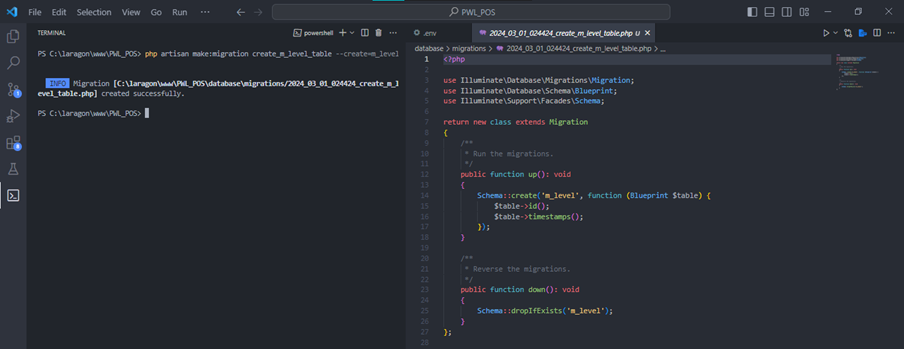 File Edit Selection View Go Run ... PWL_POS
TERMINAL
powershell
PS C:\laragon\www\PWL_POS> php artisan make:migration create_m_level_table --create=m_level
INFO Migration [C:\laragon\www\PWL_POS\database\migrations/2024_03_01_024424_create_m_l
evel_table.php] created successfully.
PS C:\laragon\www\PWL_POS>
.env 2024_03_01_024424_create_m_level_table.php U
database > migrations > 2024_03_01_024424_create_m_level_table.php > ...
1 <?php
2
3 use Illuminate\Database\Migrations\Migration;
4 use Illuminate\Database\Schema\Blueprint;
5 use Illuminate\Support\Facades\Schema;
6
7 return new class extends Migration
8 {
9 /**
10 * Run the migrations.
11 */
12 public function up(): void
13 {
14 Schema::create('m_level', function (Blueprint $table) {
15 $table->id();
16 $table->timestamps();
17 });
18 }
19
20 /**
21 * Reverse the migrations.
22 */
23 public function down(): void
24 {
25 Schema::dropIfExists('m_level');
26 }
27 };
28